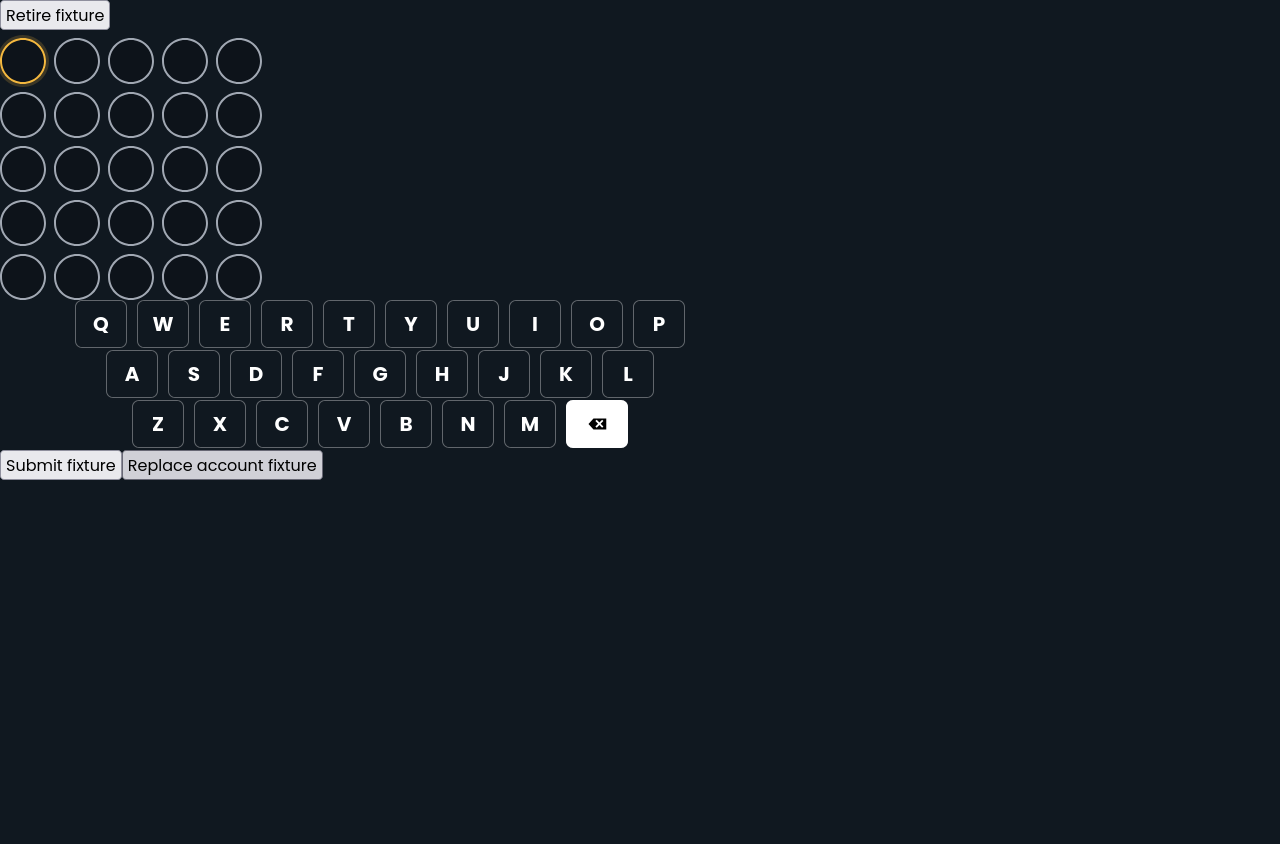 Retire fixture
Q W E R T Y U I O P
A S D F G H J K L
Z X C V B N M
Submit fixture Replace account fixture